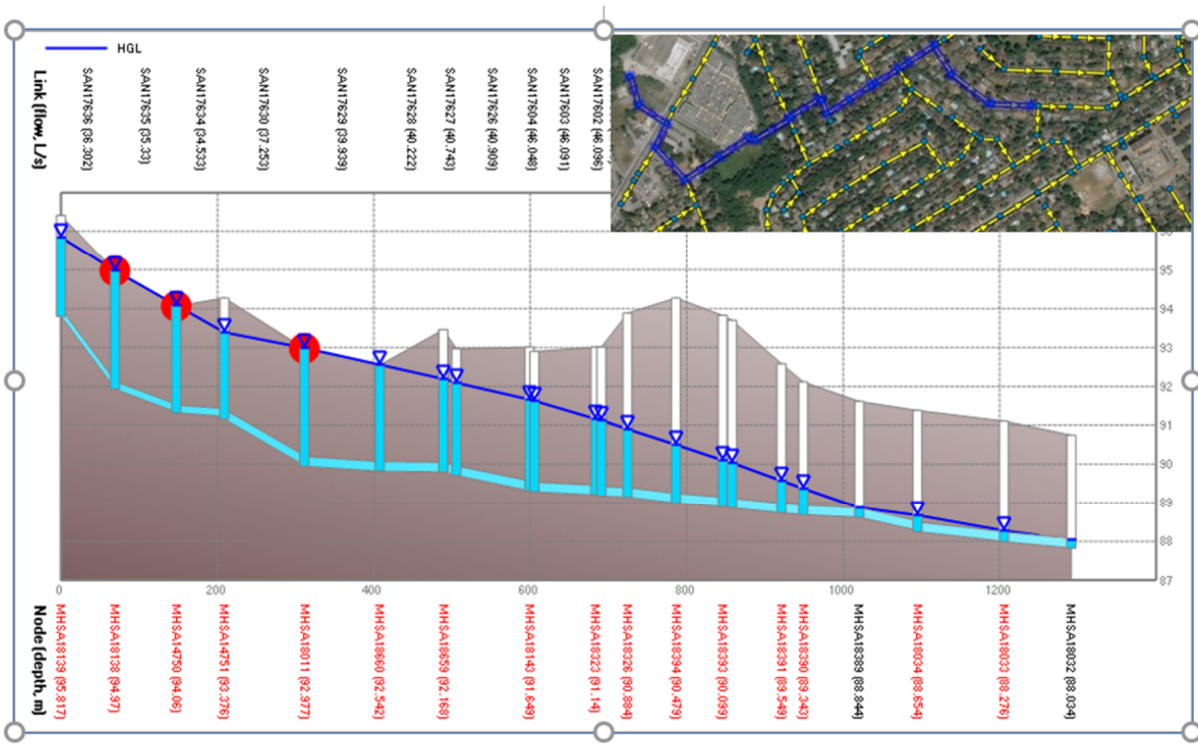 HGL
Link (flow, L/s)
SAN17636 (36.302)
SAN17635 (35.33)
SAN17634 (34.533)
SAN17630 (37.253)
SAN17629 (39.939)
SAN17628 (40.222)
SAN17627 (40.743)
SAN17626 (40.909)
SAN17604 (46.048)
SAN17603 (46.091)
SAN17602 (46.096)
95
94
93
92
91
90
89
88
87
0
200
400
600
800
1000
1200
Node (depth, m)
MHSA18139 (95.817)
MHSA18138 (94.97)
MHSA14750 (94.06)
MHSA14751 (93.376)
MHSA18011 (92.977)
MHSA18660 (92.542)
MHSA18659 (92.168)
MHSA18143 (91.649)
MHSA18323 (91.14)
MHSA18326 (90.884)
MHSA18394 (90.479)
MHSA18393 (90.099)
MHSA18391 (89.549)
MHSA18390 (89.343)
MHSA18389 (88.844)
MHSA18034 (88.654)
MHSA18033 (88.276)
MHSA18032 (88.034)